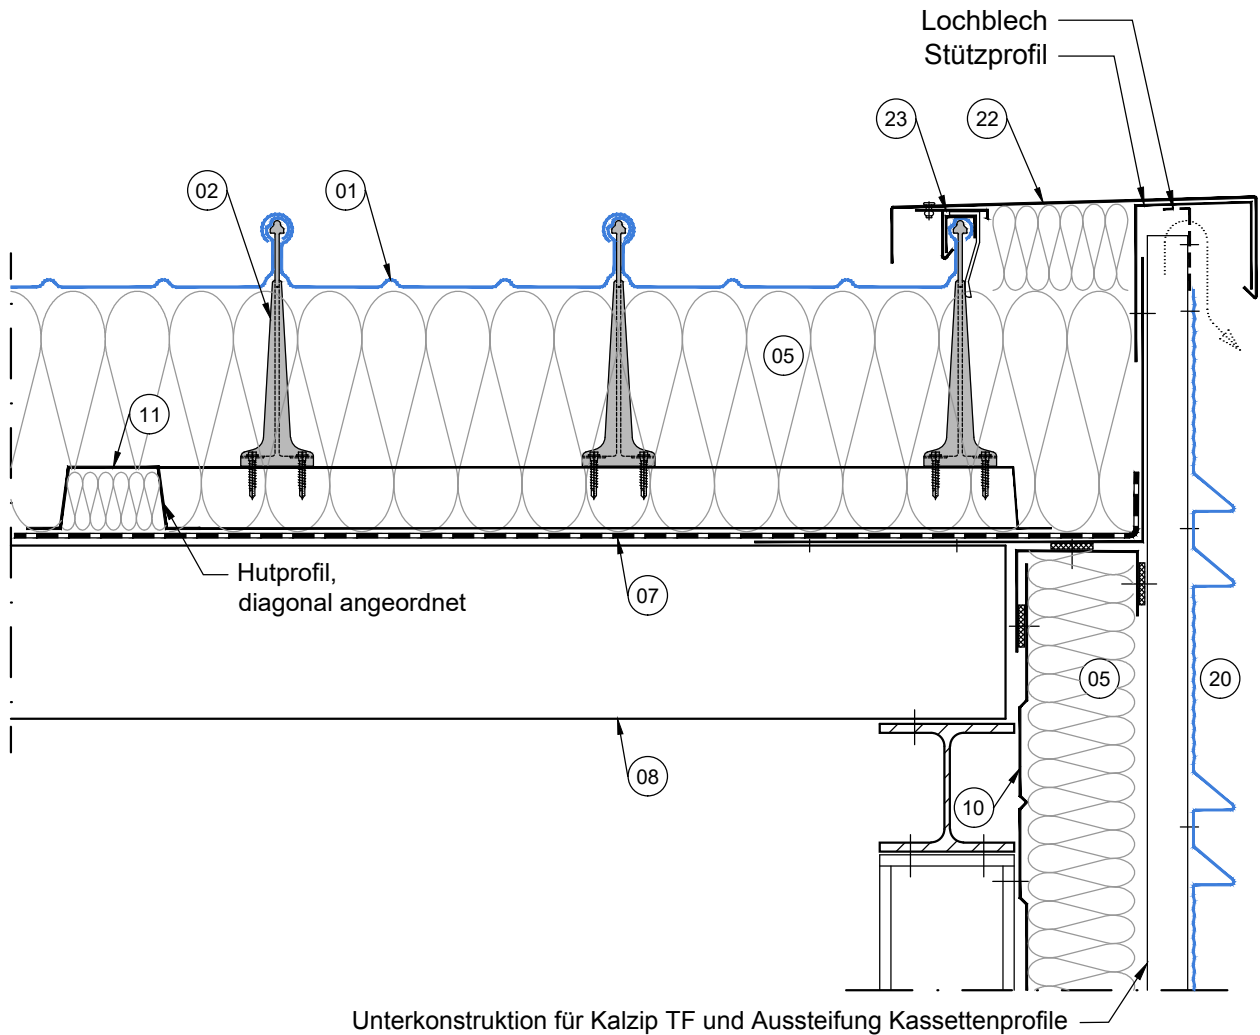 Lochblech
Stützprofil
23
22
02
01
05
11
Hutprofil,
diagonal angeordnet
07
05
20
08
10
Unterkonstruktion für Kalzip TF und Aussteifung Kassettenprofile